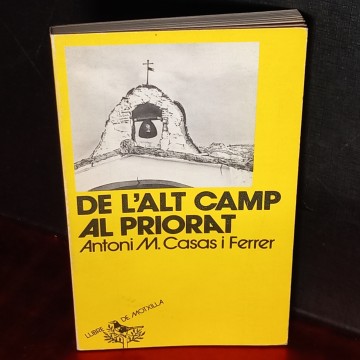 DE L'ALT CAMP
AL PRIORAT
Antoni M. Casas i Ferrer
LLIBRE DE MOTXILLA